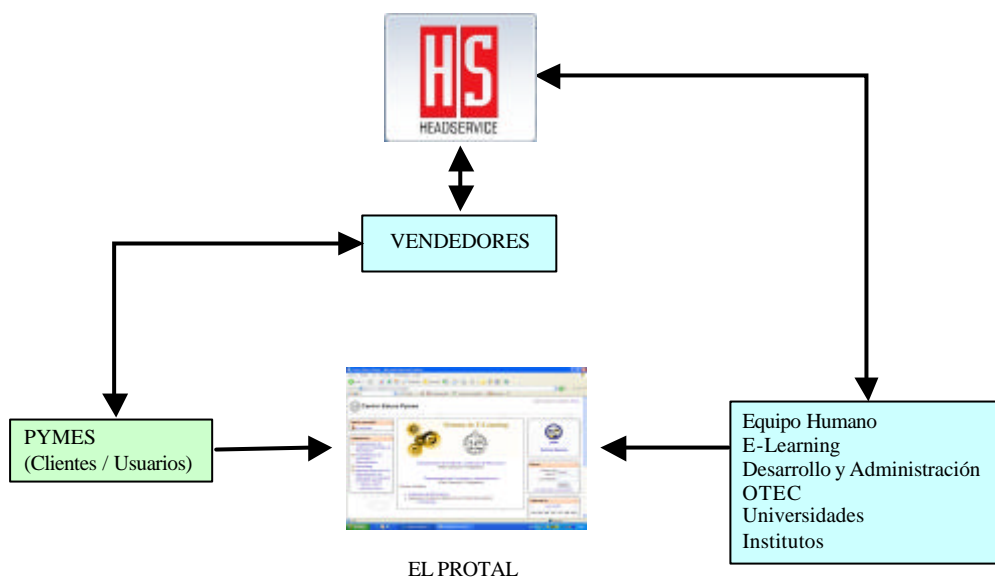 HS
HEADSERVICE
VENDEDORES
PYMES
(Clientes / Usuarios)
Equipo Humano
E-Learning
Desarrollo y Administración
OTEC
Universidades
Institutos
EL PROTAL